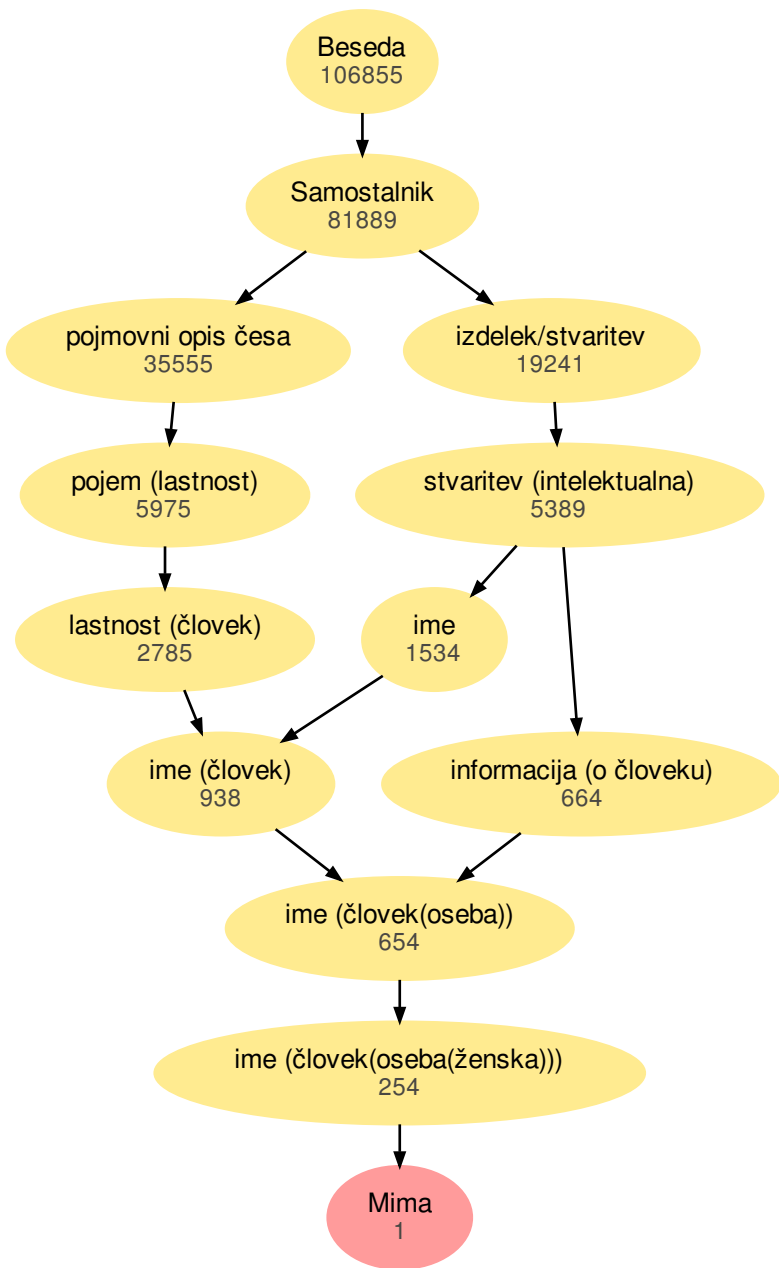 Beseda
106855
Samostalnik
81889
pojmovni opis česa
35555
izdelek/stvaritev
19241
pojem (lastnost)
5975
stvaritev (intelektualna)
5389
lastnost (človek)
2785
ime
1534
ime (človek)
938
informacija (o človeku)
664
ime (človek(oseba))
654
ime (človek(oseba(ženska)))
254
Mima
1